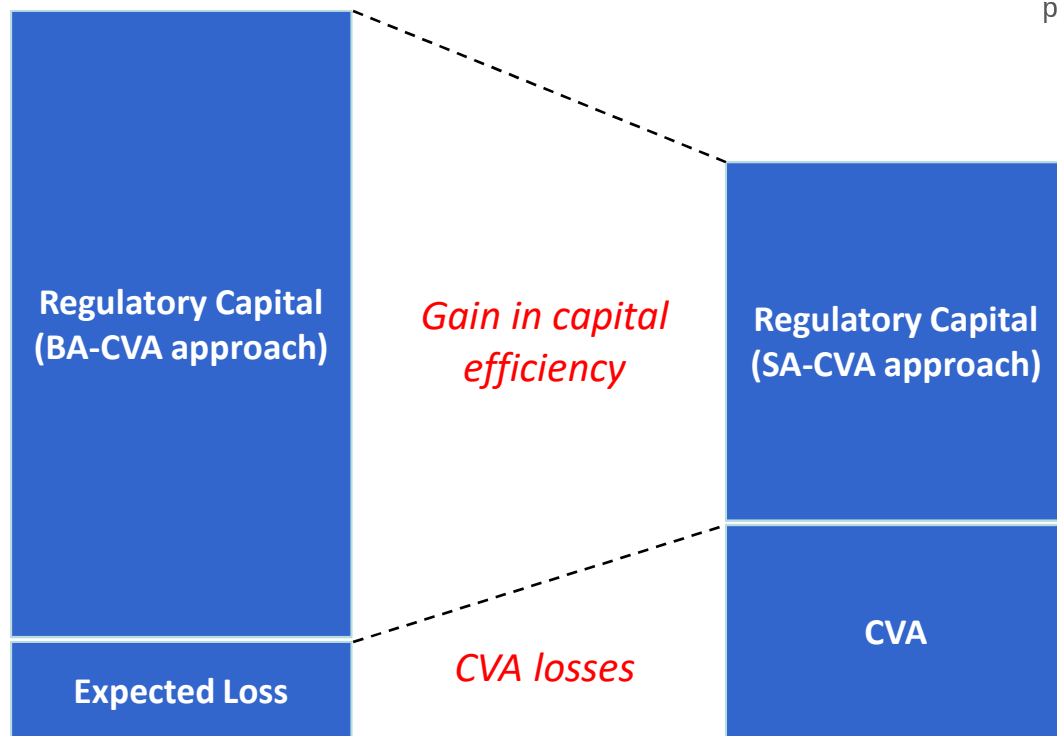 p
Regulatory Capital
(BA-CVA approach)
Gain in capital
efficiency
Regulatory Capital
(SA-CVA approach)
Expected Loss
CVA losses
CVA